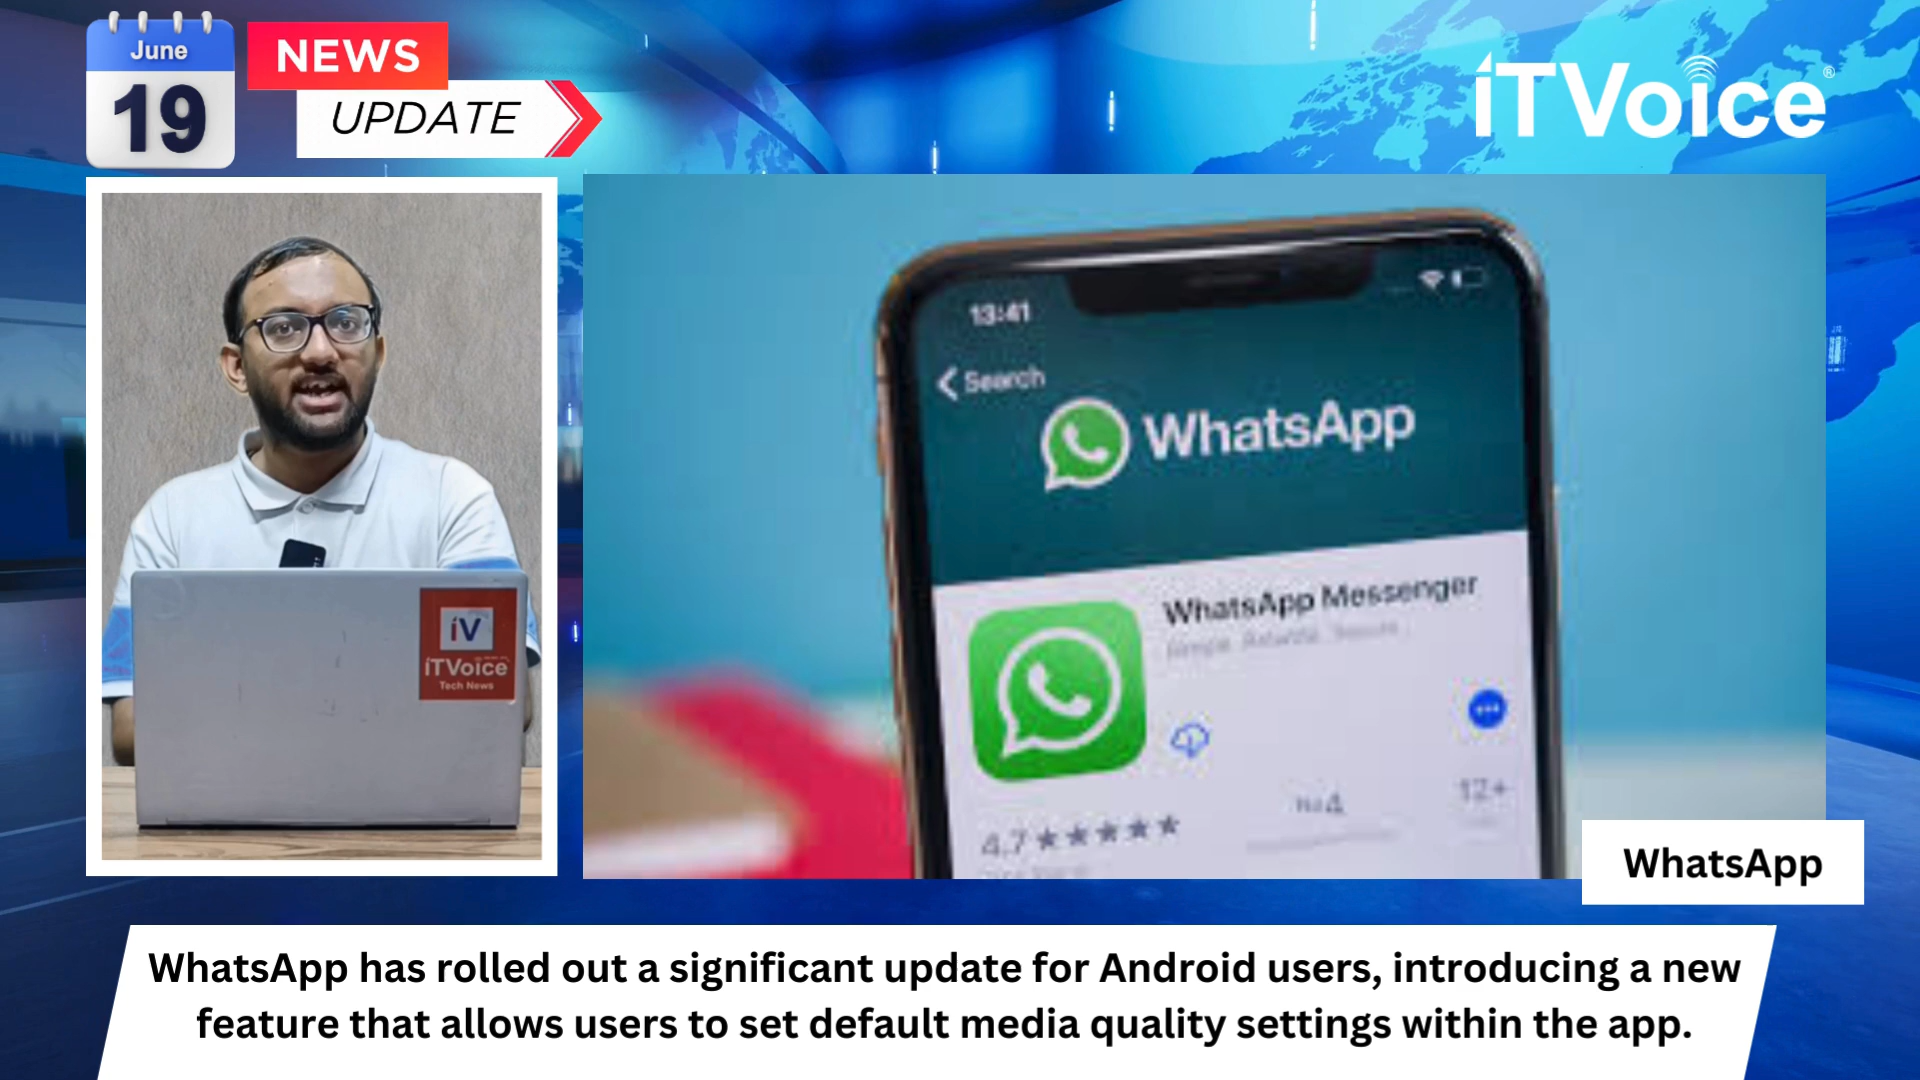 June
19
NEWS
UPDATE
iTVoice®
iV
iTVoice
Tech News
13:41
Search
WhatsApp
WhatsApp Messenger
4.7 ★★★★★
12+
WhatsApp
WhatsApp has rolled out a significant update for Android users, introducing a new
feature that allows users to set default media quality settings within the app.